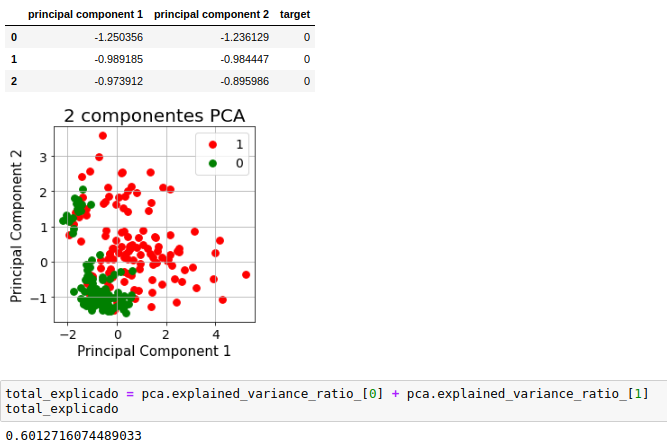 principal component 1 principal component 2 target
0 -1.250356 -1.236129 0
1 -0.989185 -0.984447 0
2 -0.973912 -0.895986 0
2 componentes PCA
1
0
Principal Component 2
3
2
1
0
−1
−2 0 2 4
Principal Component 1
total_explicado = pca.explained_variance_ratio_[0] + pca.explained_variance_ratio_[1]
total_explicado
0.6012716074489033